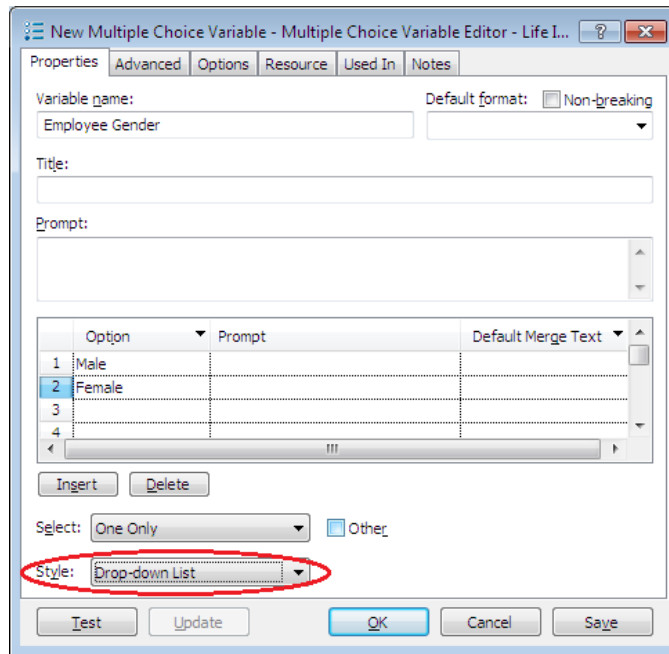 New Multiple Choice Variable - Multiple Choice Variable Editor - Life I... ?
Properties Advanced Options Resource Used In Notes
Variable name: Default format: Non-breaking
Employee Gender
Title:
Prompt:
Option Prompt Default Merge Text
1 Male
2 Female
3
4
Insert Delete
Select: One Only Other
Style: Drop-down List
Test Update OK Cancel Save